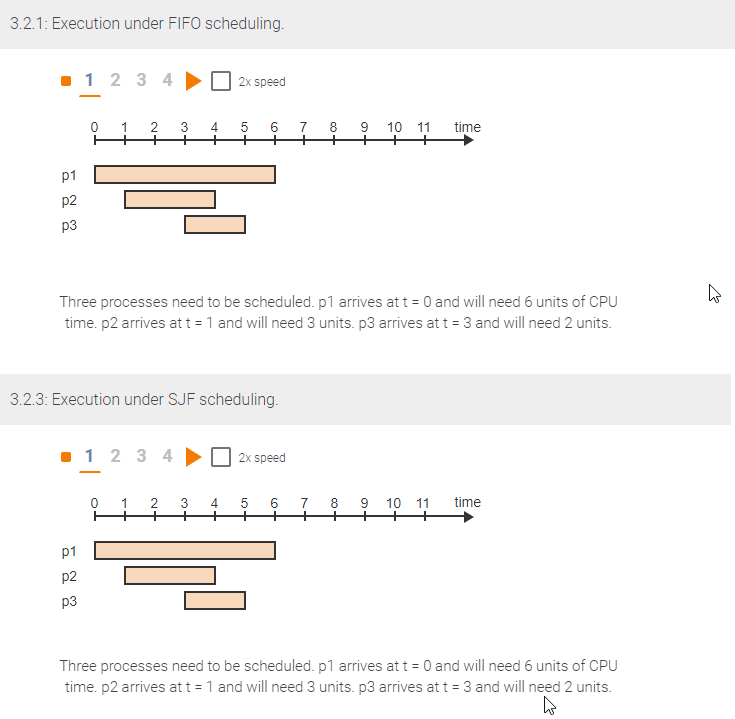 3.2.1: Execution under FIFO scheduling.
1 2 3 4 2x speed
0 1 2 3 4 5 6 7 8 9 10 11 time
p1
p2
p3
Three processes need to be scheduled. p1 arrives at t = 0 and will need 6 units of CPU
time. p2 arrives at t = 1 and will need 3 units. p3 arrives at t = 3 and will need 2 units.
3.2.3: Execution under SJF scheduling.
1 2 3 4 2x speed
0 1 2 3 4 5 6 7 8 9 10 11 time
p1
p2
p3
Three processes need to be scheduled. p1 arrives at t = 0 and will need 6 units of CPU
time. p2 arrives at t = 1 and will need 3 units. p3 arrives at t = 3 and will need 2 units.